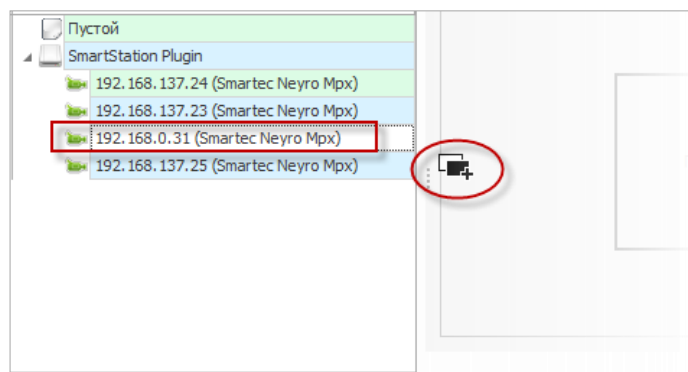 Пустой
SmartStation Plugin
192.168.137.24 (Smartec Neyro Mpx)
192.168.137.23 (Smartec Neyro Mpx)
192.168.0.31 (Smartec Neyro Mpx)
192.168.137.25 (Smartec Neyro Mpx)